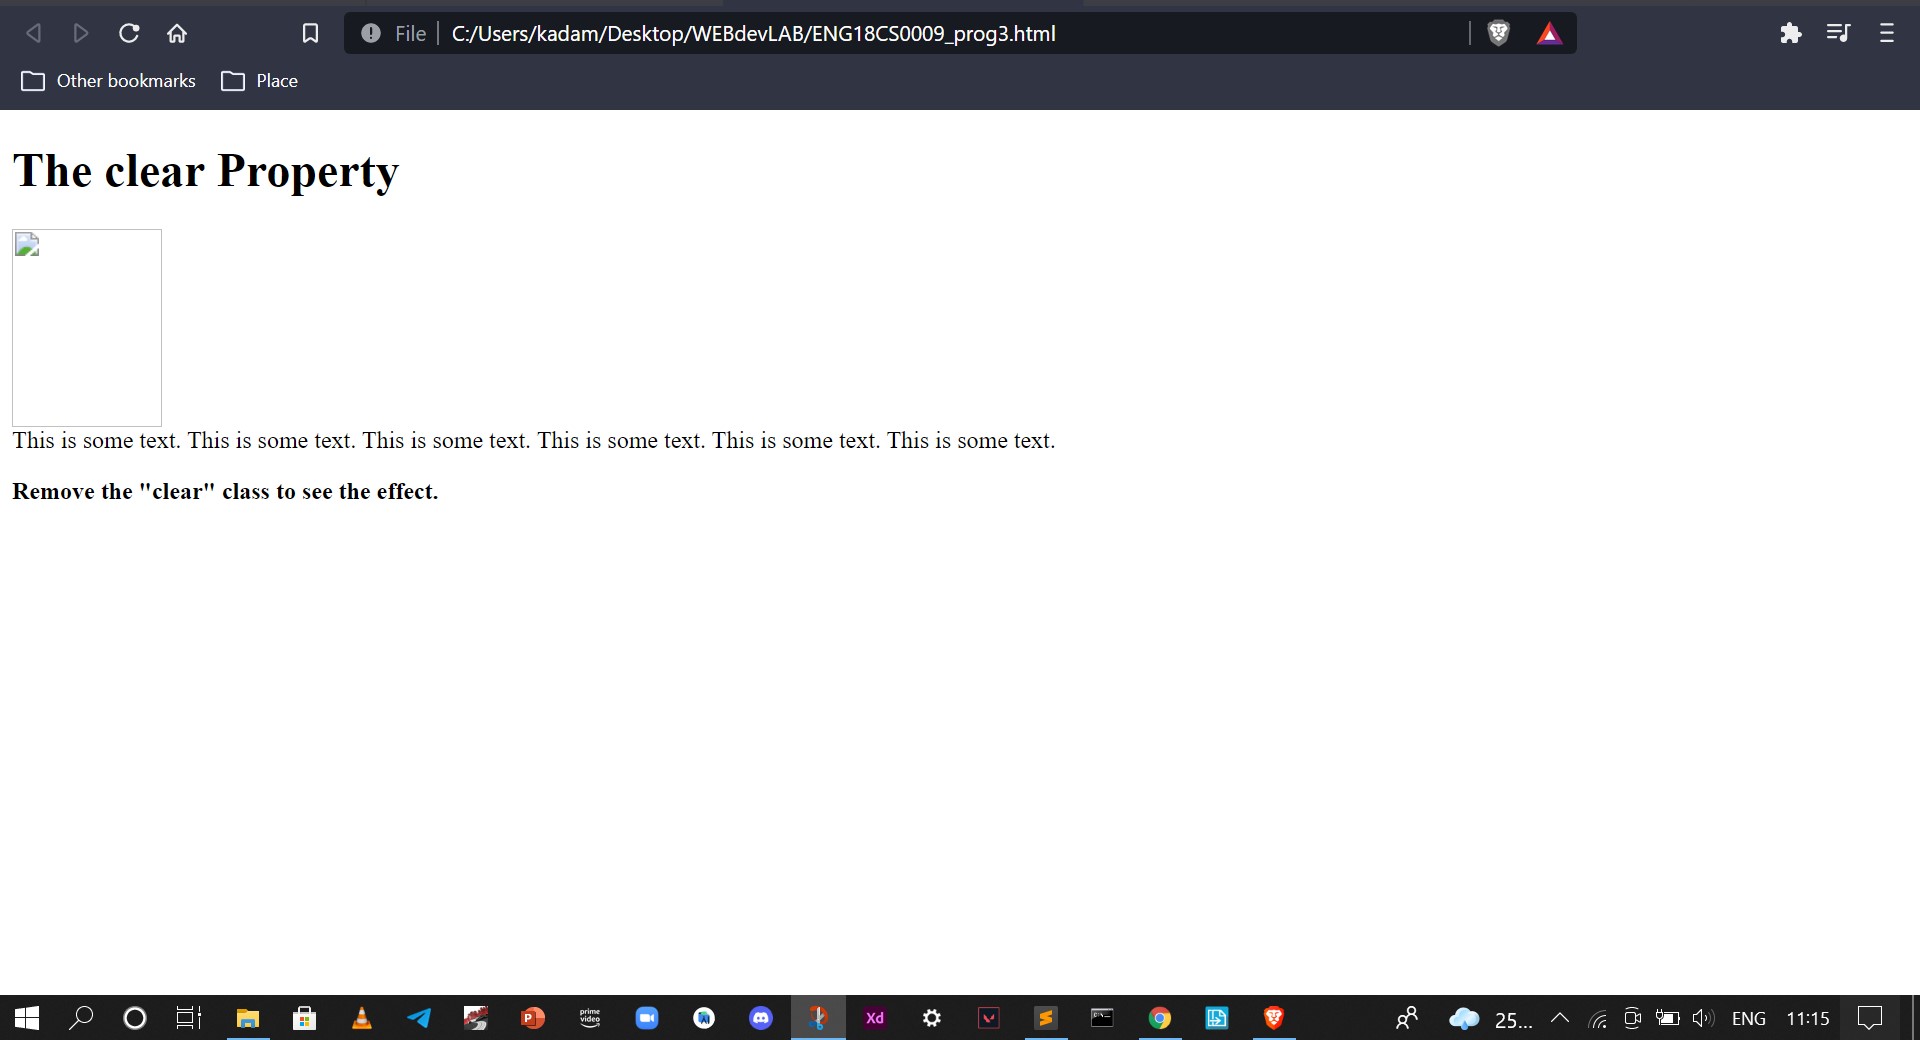 File | C:/Users/kadam/Desktop/WEBdevLAB/ENG18CS0009_prog3.html
Other bookmarks Place
The clear Property
This is some text. This is some text. This is some text. This is some text. This is some text. This is some text.
Remove the "clear" class to see the effect.
prime
video
Xd
25... ENG 11:15